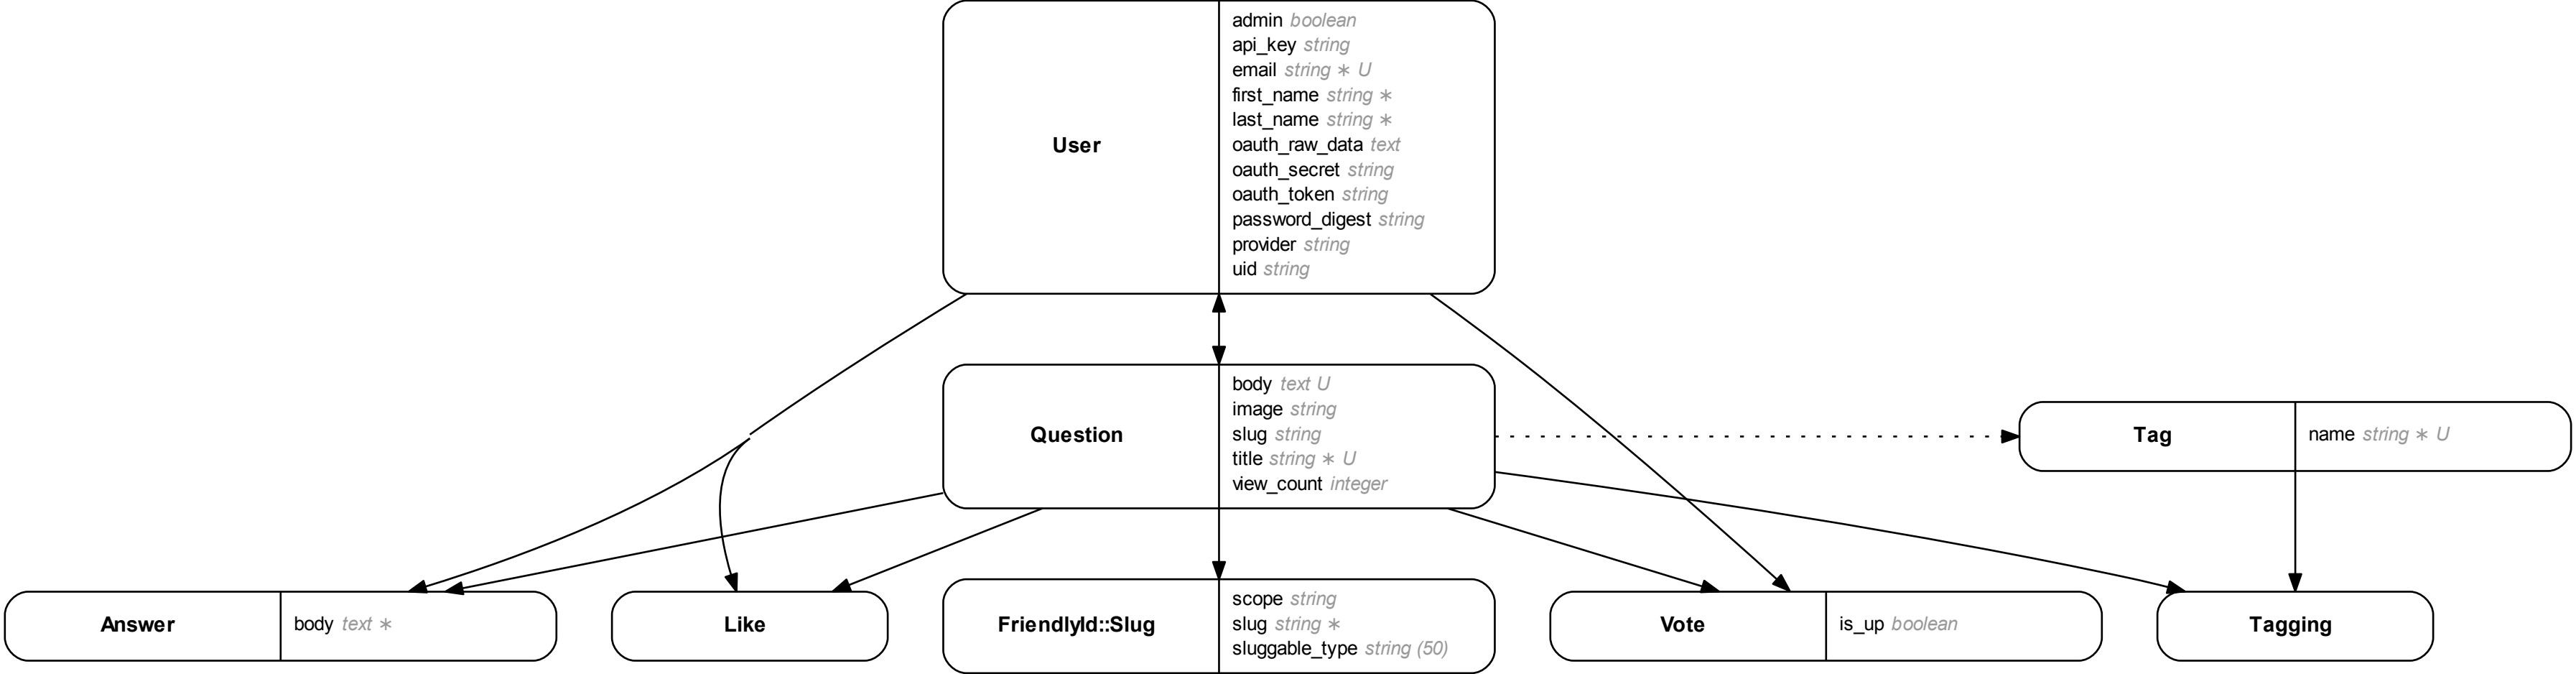 User
admin boolean
api_key string
email string ∗ U
first_name string ∗
last_name string ∗
oauth_raw_data text
oauth_secret string
oauth_token string
password_digest string
provider string
uid string
Question
body text U
image string
slug string
title string ∗ U
view_count integer
Tag
name string ∗ U
Answer
body text ∗
Like
FriendlyId::Slug
scope string
slug string ∗
sluggable_type string (50)
Vote
is_up boolean
Tagging